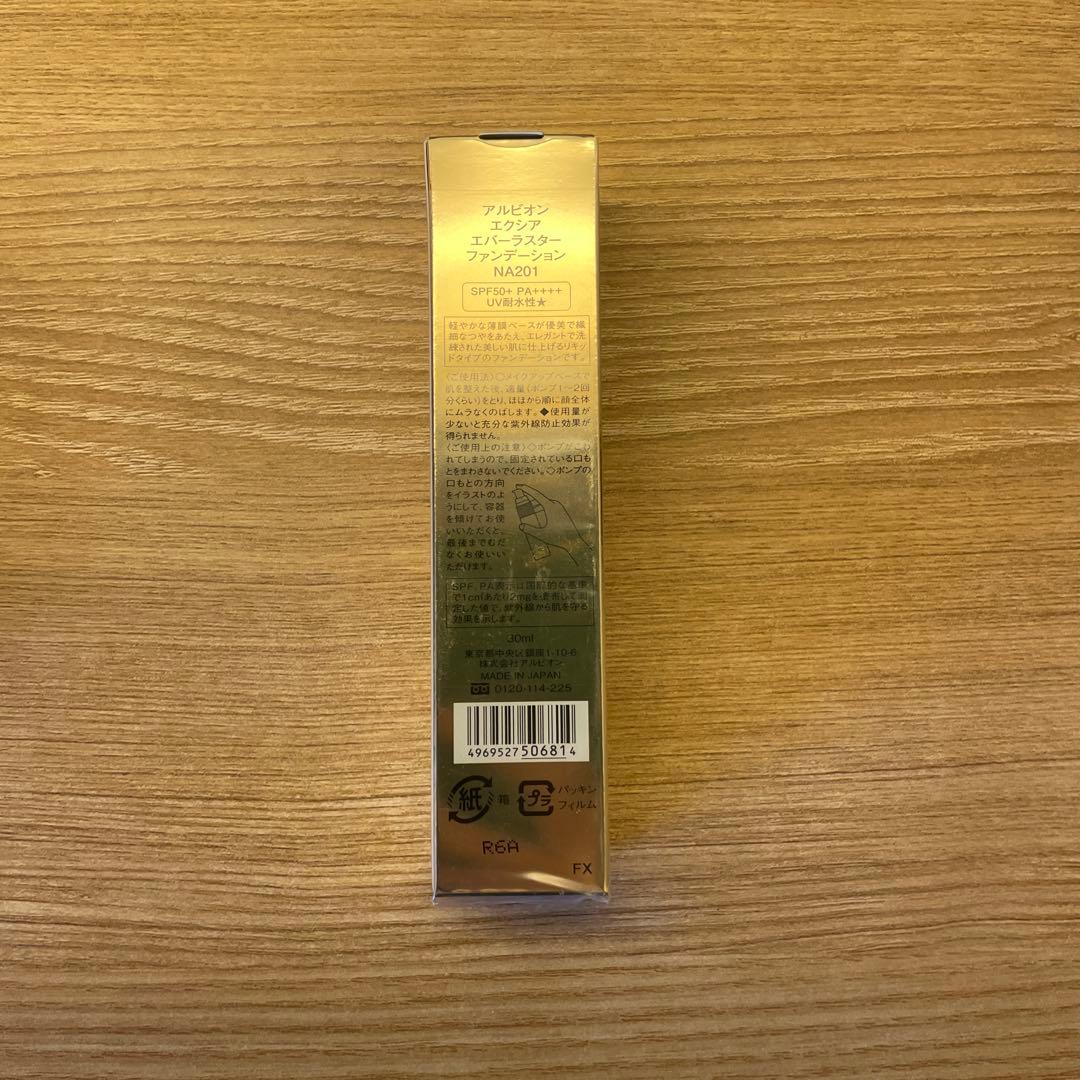 アルビオン
エクシア
エバーラスター
ファンデーション
NA201
SPF50+ PA++++
UV耐水性★
軽やかな薄膜ベースが優美で繊
細なつやをあたえ、エレガントで洗
練された美しい肌に仕上げるリキッ
ドタイプのファンデーションです。
〈ご使用法〉◇メイクアップベースで
肌を整えた後、適量（ポンプ1～2回
分くらい）をとり、ほほから順に顔全体
にムラなくのばします。◆使用量が
少ないと充分な紫外線防止効果が
得られません。
〈ご使用上の注意〉◇ポンプがこわ
れてしまうので、固定されている口も
とをまわさないでください。◇ポンプの
口もとの方向
をイラストのよ
うにして、容器
を傾けてお使
いいただくと、
最後までむだ
なくお使いい
ただけます。
SPF、PA表示は国際的な基準
で1cm²あたり2mgを塗布して測
定した値で、紫外線から肌を守る
効果を示します。
30ml
東京都中央区銀座1-10-6
株式会社アルビオン
MADE IN JAPAN
0120-114-225
4969527506814
紙 箱 プラ パッキン
フィルム
R6A
FX